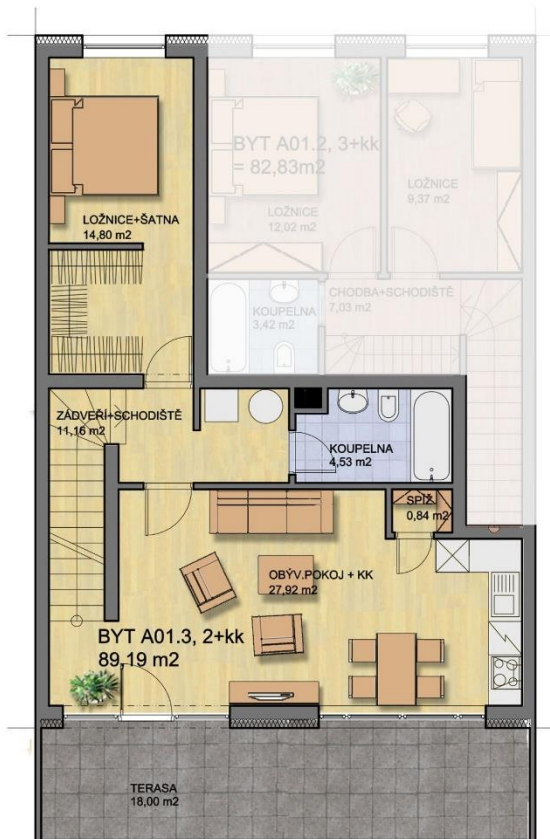 BYT A01.2, 3+kk
= 82,83m2
LOŽNICE
12,02 m2
LOŽNICE
9,37 m2
LOŽNICE+ŠATNA
14,80 m2
KOUPELNA
3,42 m2
CHODBA+SCHODIŠTĚ
7,03 m2
ZÁDVEŘÍ+SCHODIŠTĚ
11,16 m2
KOUPELNA
4,53 m2
SPÍŽ
0,84 m2
OBÝV.POKOJ + KK
27,92 m2
BYT A01.3, 2+kk
89,19 m2
TERASA
18,00 m2